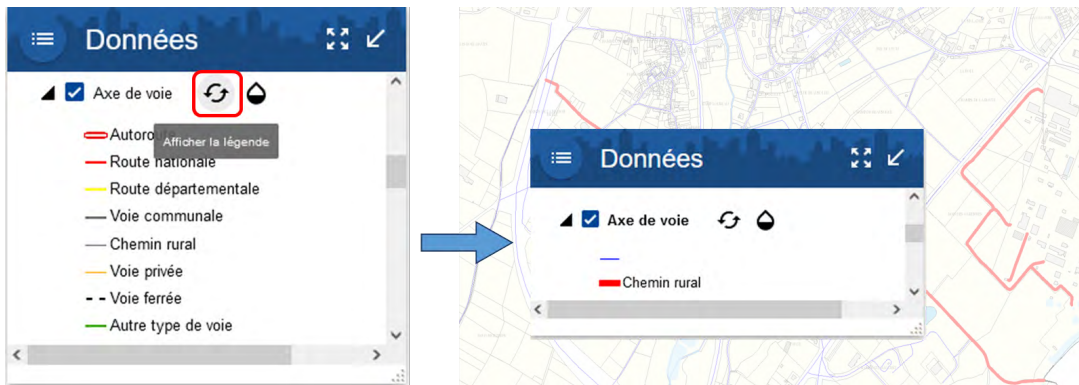 Données
Axe de voie
Afficher la légende
Route nationale
Route départementale
Voie communale
Chemin rural
Voie privée
Voie ferrée
Autre type de voie
Données
Axe de voie
Chemin rural